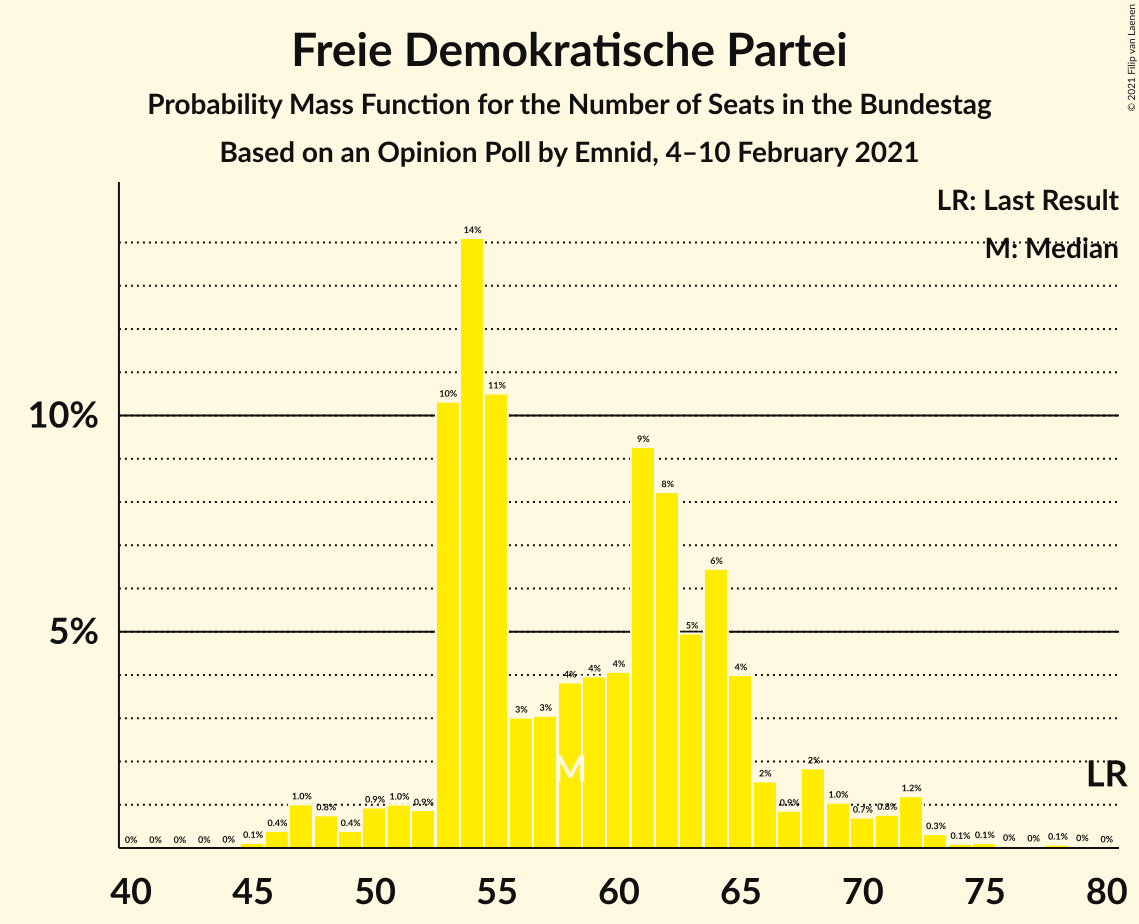 © 2021 Filip van Laenen
Freie Demokratische Partei
Probability Mass Function for the Number of Seats in the Bundestag
Based on an Opinion Poll by Emnid, 4–10 February 2021
LR: Last Result
M: Median
10%
5%
0% 0% 0% 0% 0% 0.1% 0.4% 1.0% 0.8% 0.4% 0.9% 1.0% 0.9% 10% 14% 11% 3% 3% 4% 4% 4% 9% 8% 5% 6% 4% 2% 0.9% 2% 1.0% 0.7% 0.8% 1.2% 0.3% 0.1% 0.1% 0% 0% 0.1% 0% 0%
M
LR
40 45 50 55 60 65 70 75 80